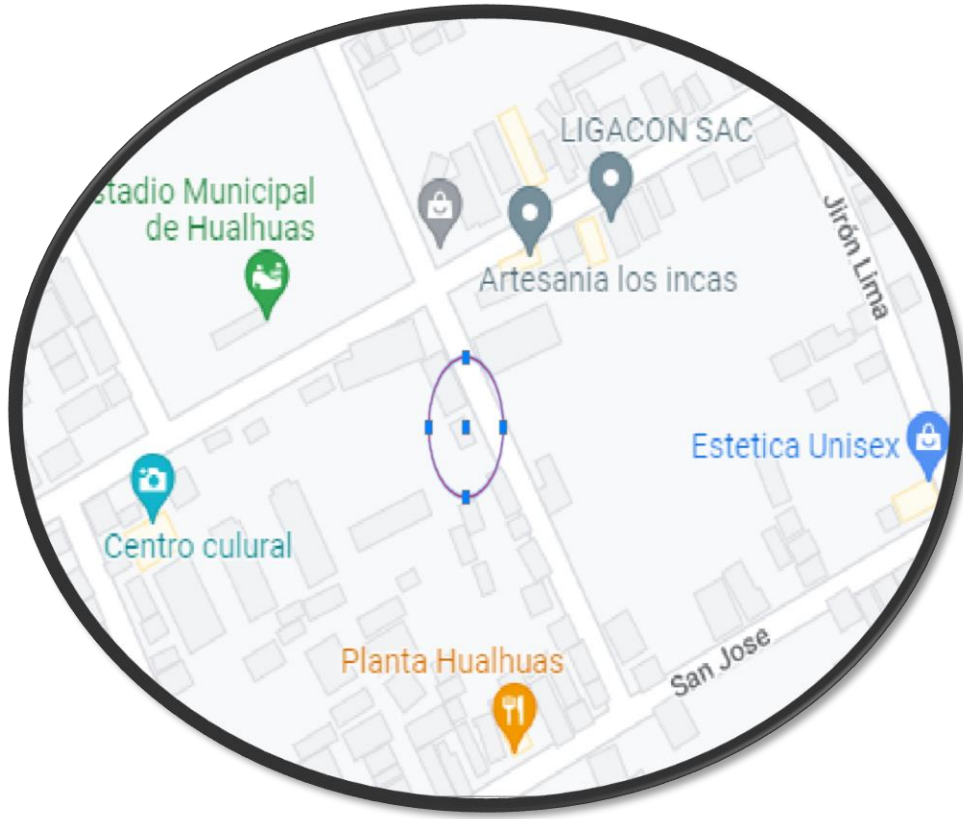 LIGACON SAC
stadio Municipal
de Hualhuas
Artesania los incas
Jirón Lima
Estetica Unisex
Centro culural
Planta Hualhuas
San Jose